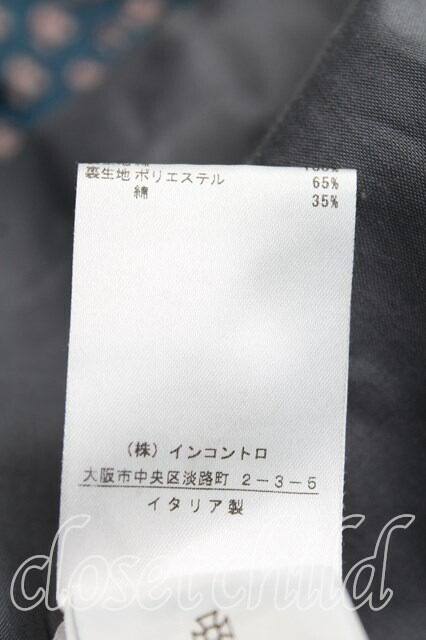 裏生地 ポリエステル 65%
綿 35%
（株）インコントロ
大阪市中央区淡路町 2－3－5
イタリア製
closet child